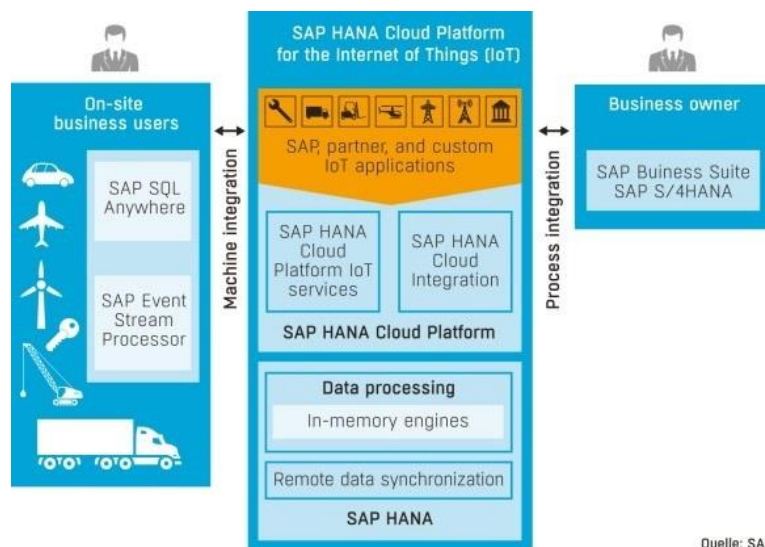 SAP HANA Cloud Platform
for the Internet of Things (IoT)
On-site
business users
SAP SQL
Anywhere
SAP Event
Stream
Processor
Machine integration
SAP, partner, and custom
IoT applications
SAP HANA
Cloud
Platform IoT
services
SAP HANA
Cloud
Integration
SAP HANA Cloud Platform
Data processing
In-memory engines
Remote data synchronization
SAP HANA
Process integration
Business owner
SAP Buiness Suite
SAP S/4HANA
Quelle: SA